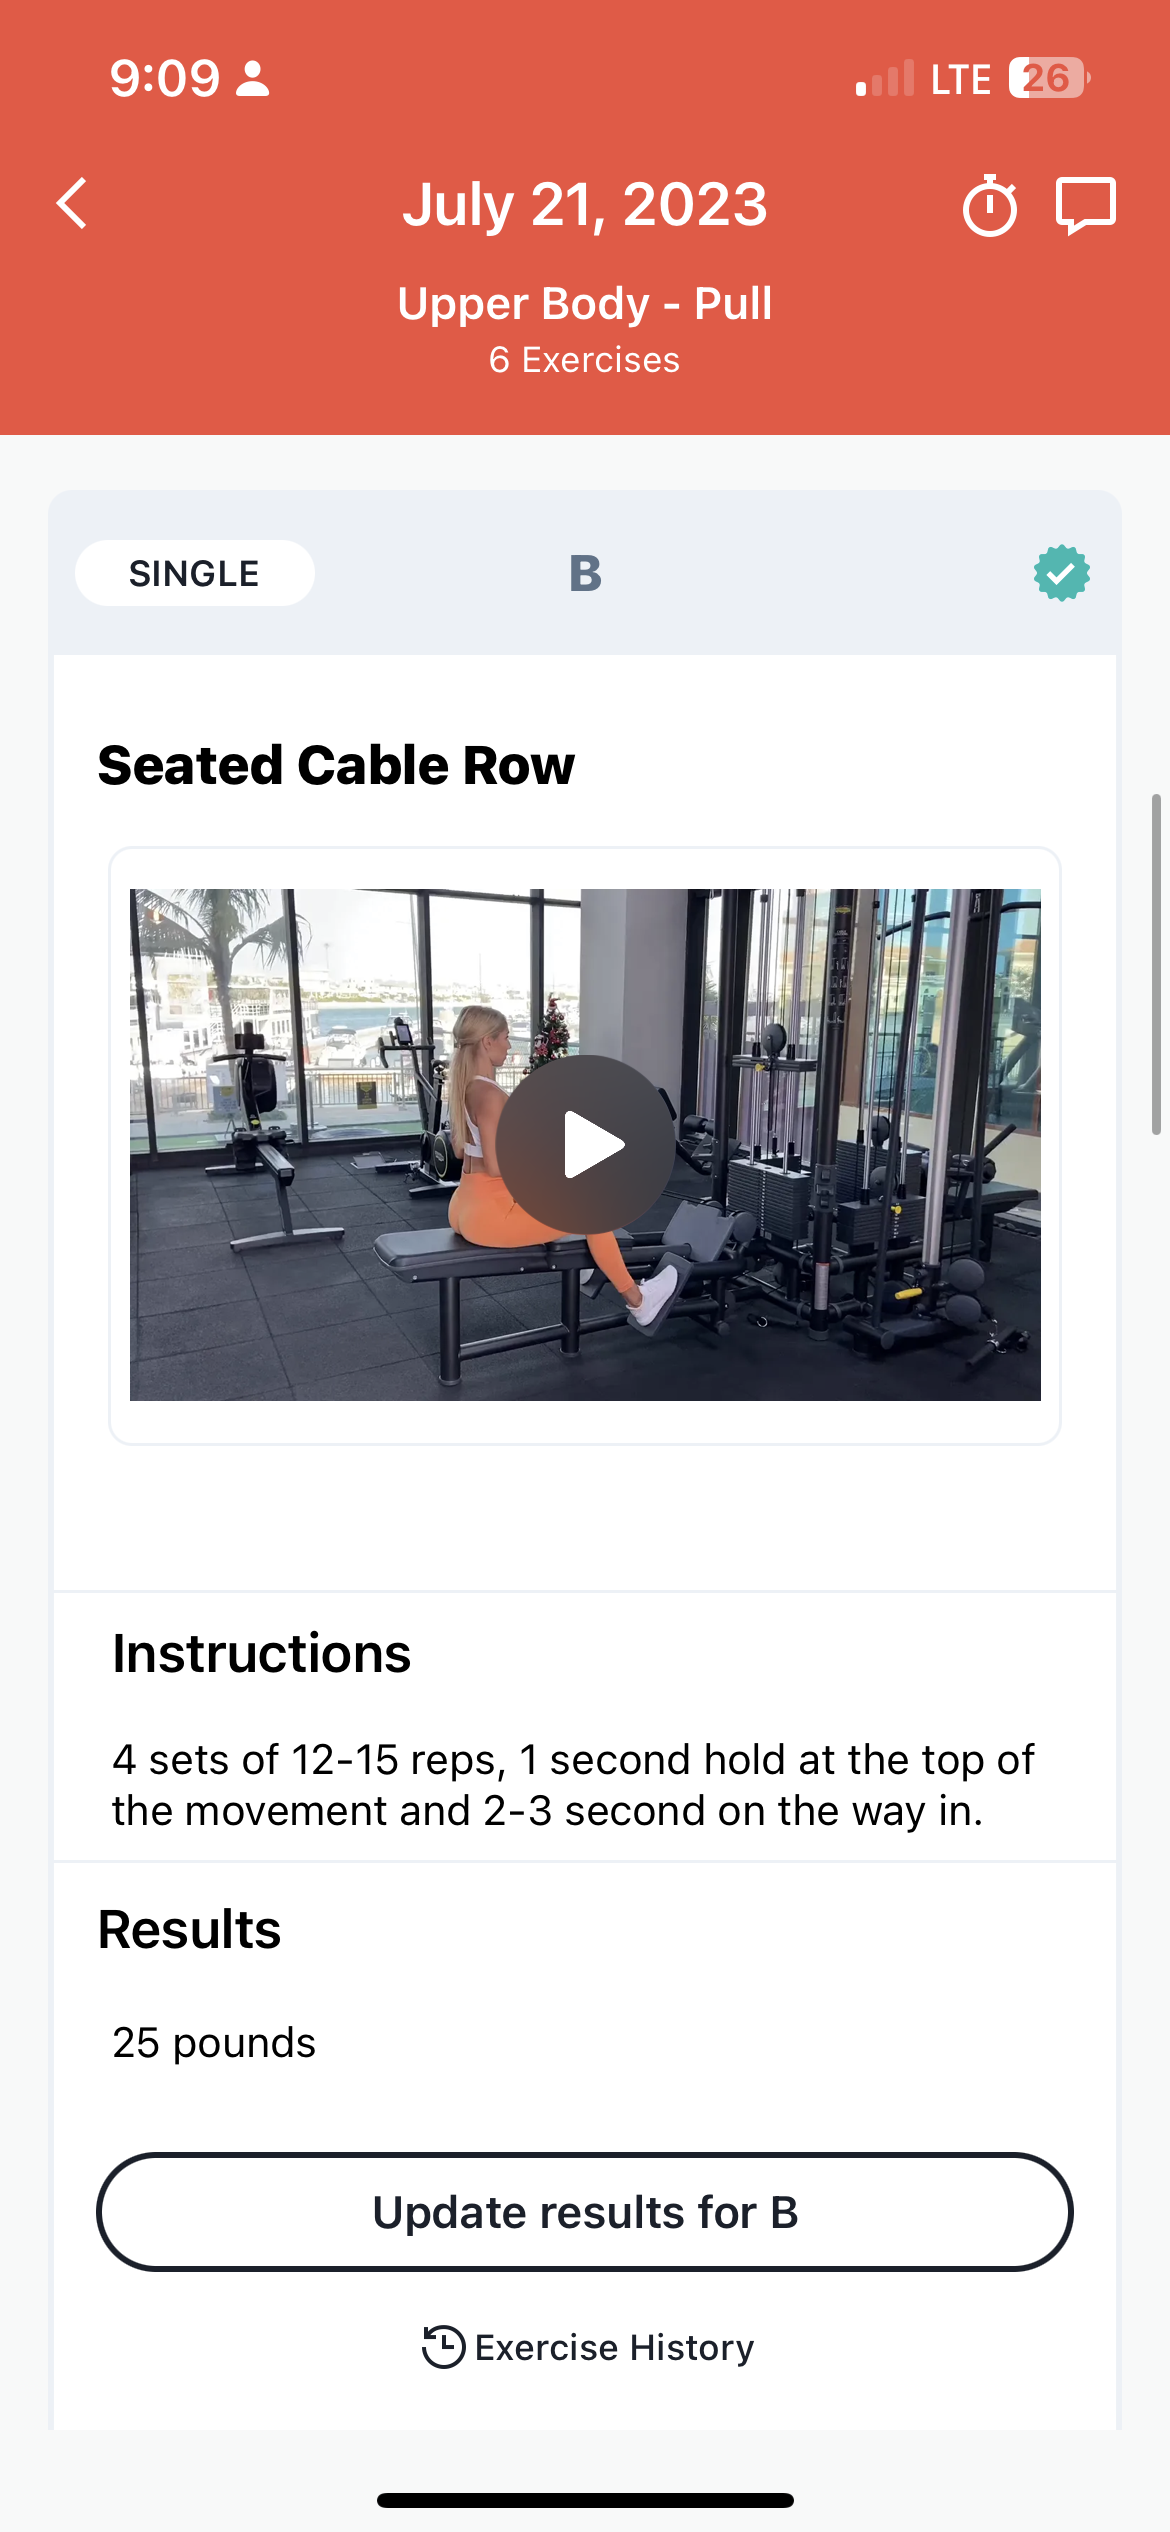 9:09
LTE 26
July 21, 2023
Upper Body - Pull
6 Exercises
SINGLE
B
Seated Cable Row
Instructions
4 sets of 12-15 reps, 1 second hold at the top of
the movement and 2-3 second on the way in.
Results
25 pounds
Update results for B
Exercise History